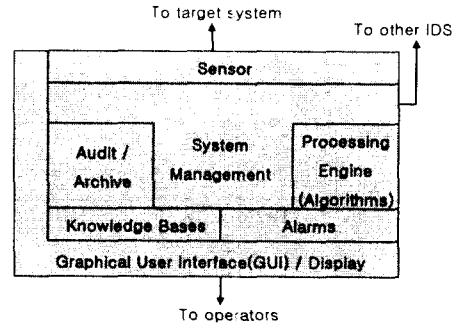 To target system
To other IDS
Sensor
Audit /
Archive
System
Management
Processing
Engine
(Algorithms)
Knowledge Bases
Alarms
Graphical User Interface(GUI) / Display
To operators